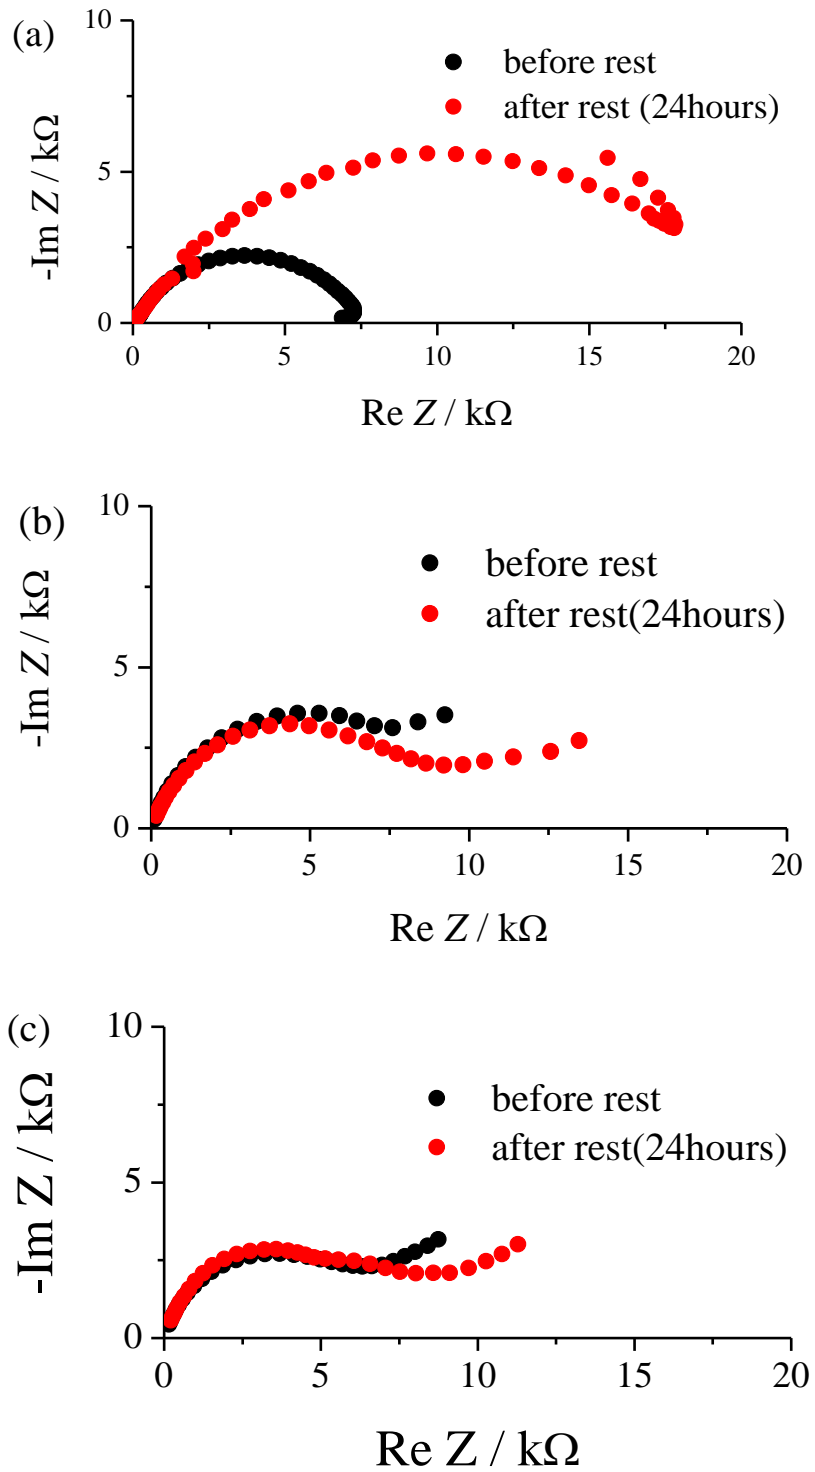 (a)
10
5
0
-Im Z / kΩ
before rest
after rest (24hours)
0 5 10 15 20
Re Z / kΩ
(b)
10
5
0
-Im Z / kΩ
before rest
after rest(24hours)
0 5 10 15 20
Re Z / kΩ
(c)
10
5
0
-Im Z / kΩ
before rest
after rest(24hours)
0 5 10 15 20
Re Z / kΩ